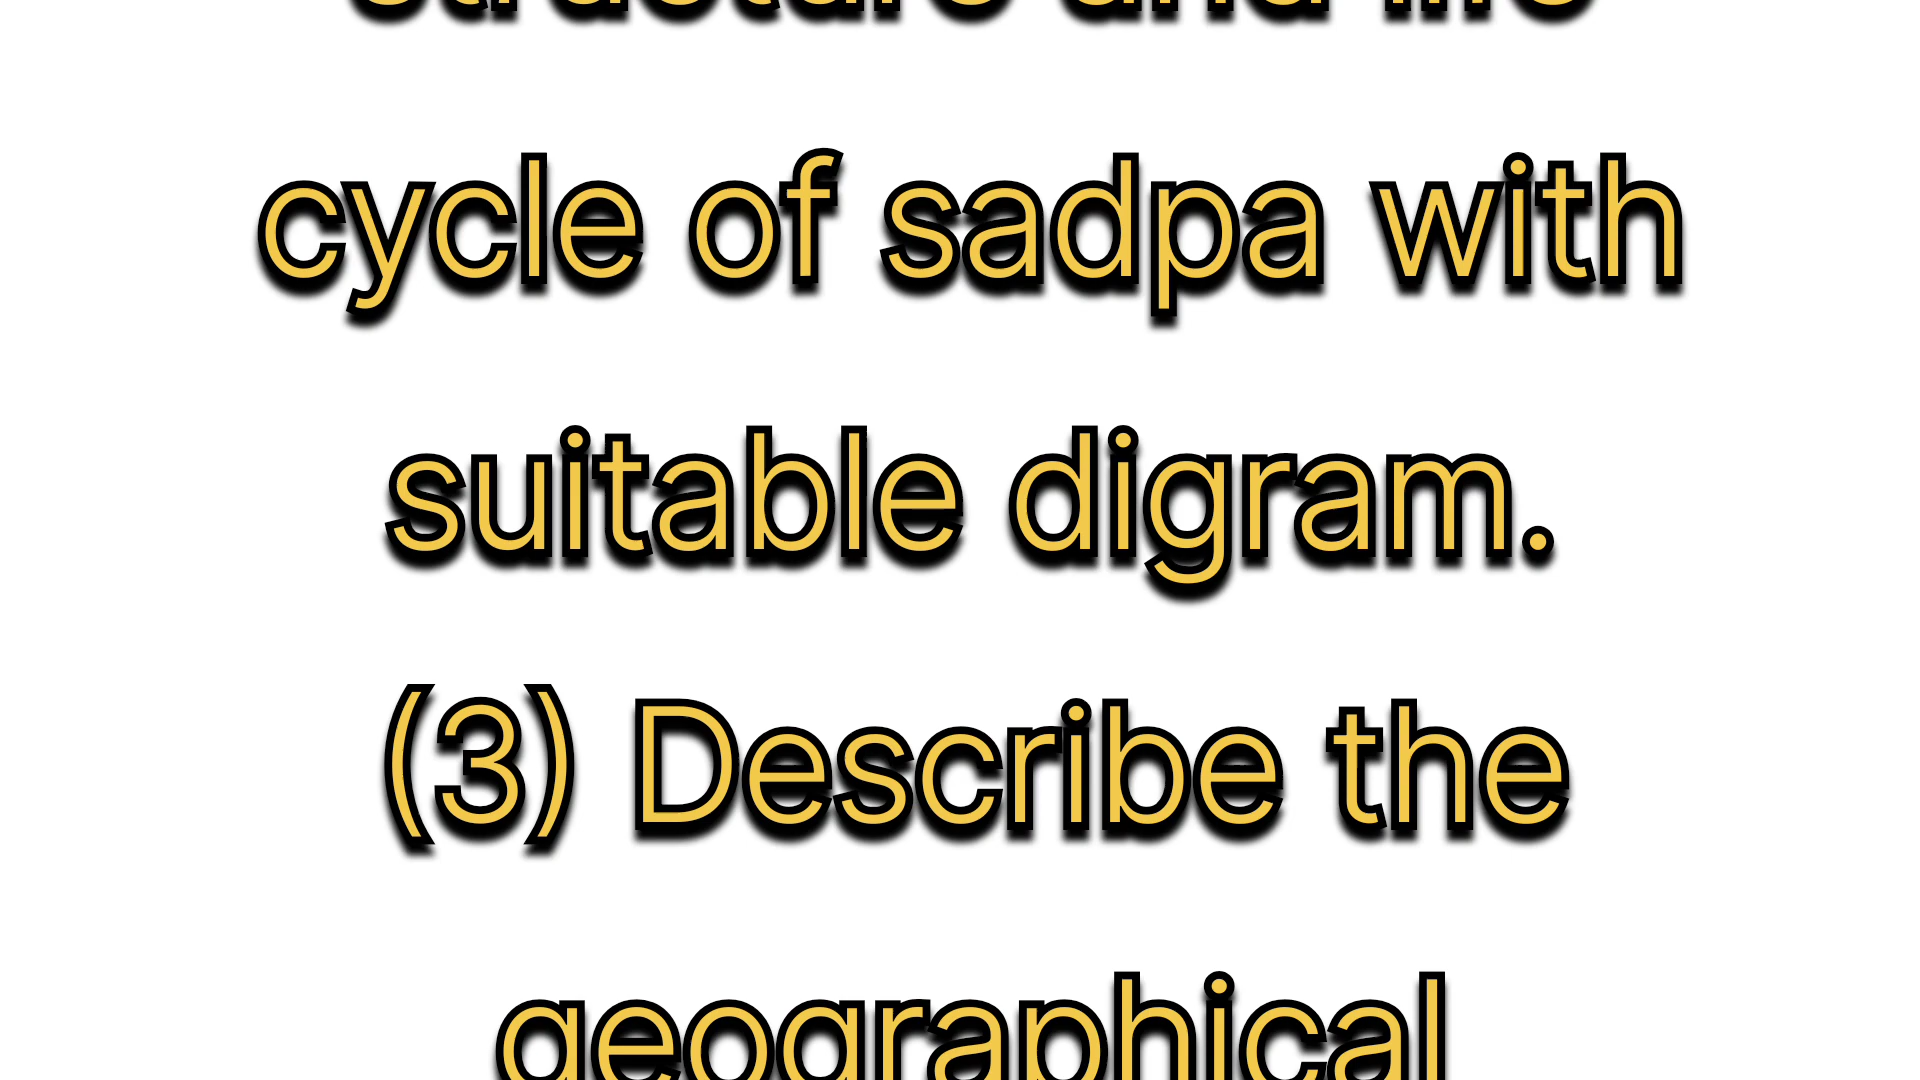 structure and life
cycle of sadpa with
suitable digram.
(3) Describe the
geographical